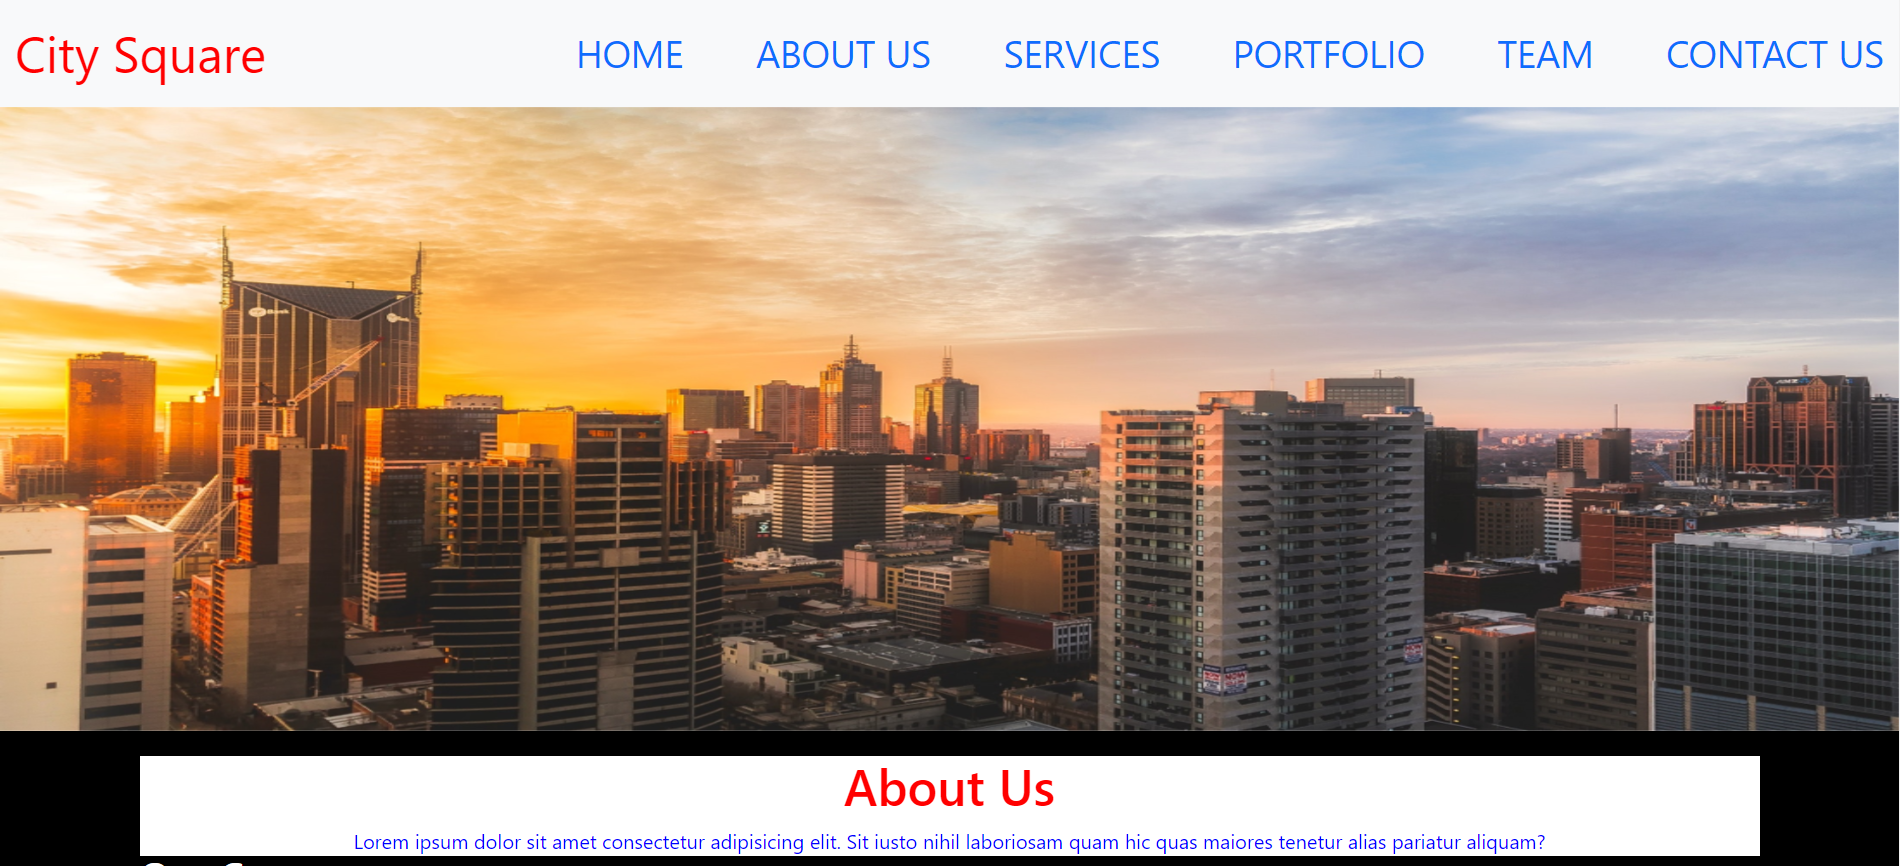 City Square
HOME ABOUT US SERVICES PORTFOLIO TEAM CONTACT US
About Us
Lorem ipsum dolor sit amet consectetur adipisicing elit. Sit iusto nihil laboriosam quam hic quas maiores tenetur alias pariatur aliquam?